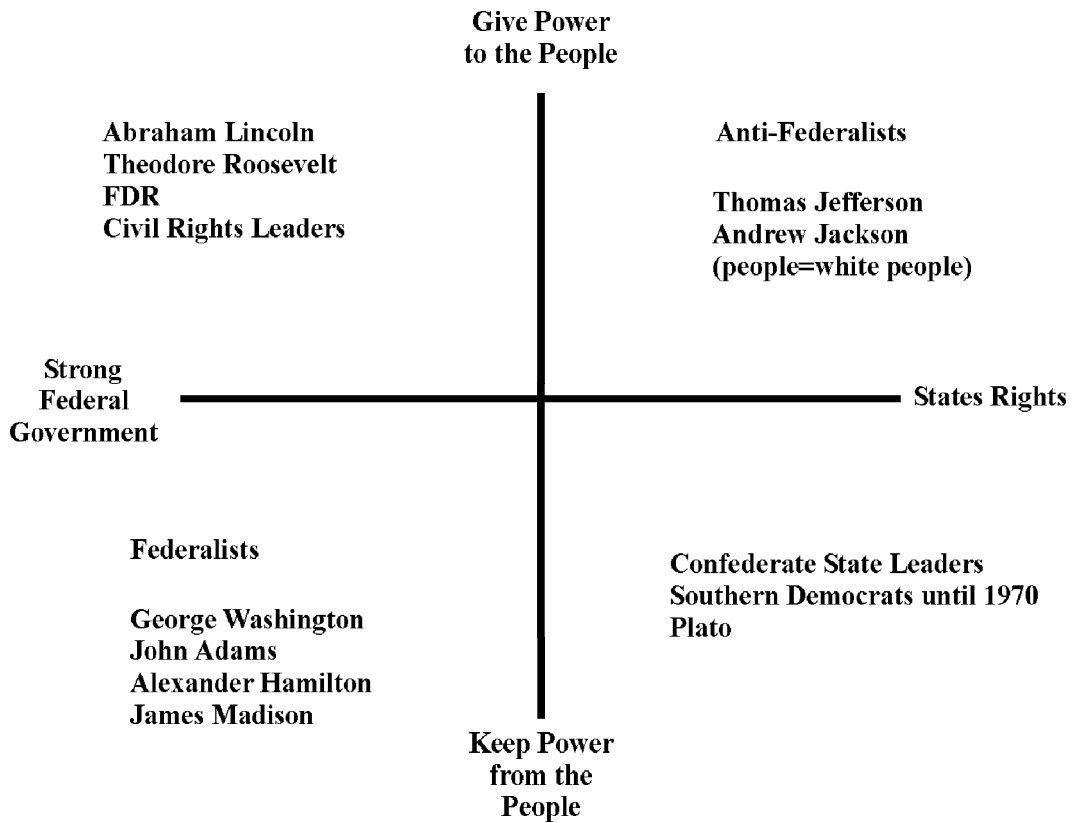 Give Power
to the People
Abraham Lincoln
Theodore Roosevelt
FDR
Civil Rights Leaders
Anti-Federalists
Thomas Jefferson
Andrew Jackson
(people=white people)
Strong
Federal
Government
States Rights
Federalists
George Washington
John Adams
Alexander Hamilton
James Madison
Confederate State Leaders
Southern Democrats until 1970
Plato
Keep Power
from the
People